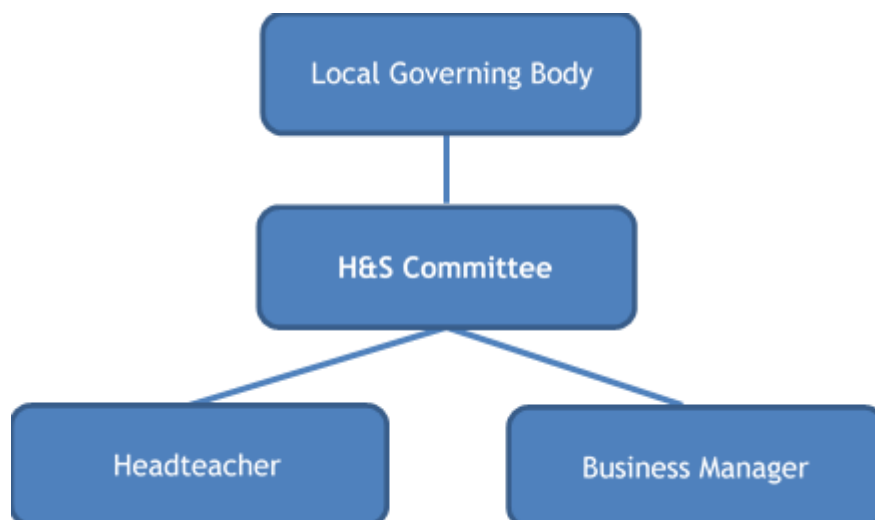 Local Governing Body
H&S Committee
Headteacher
Business Manager